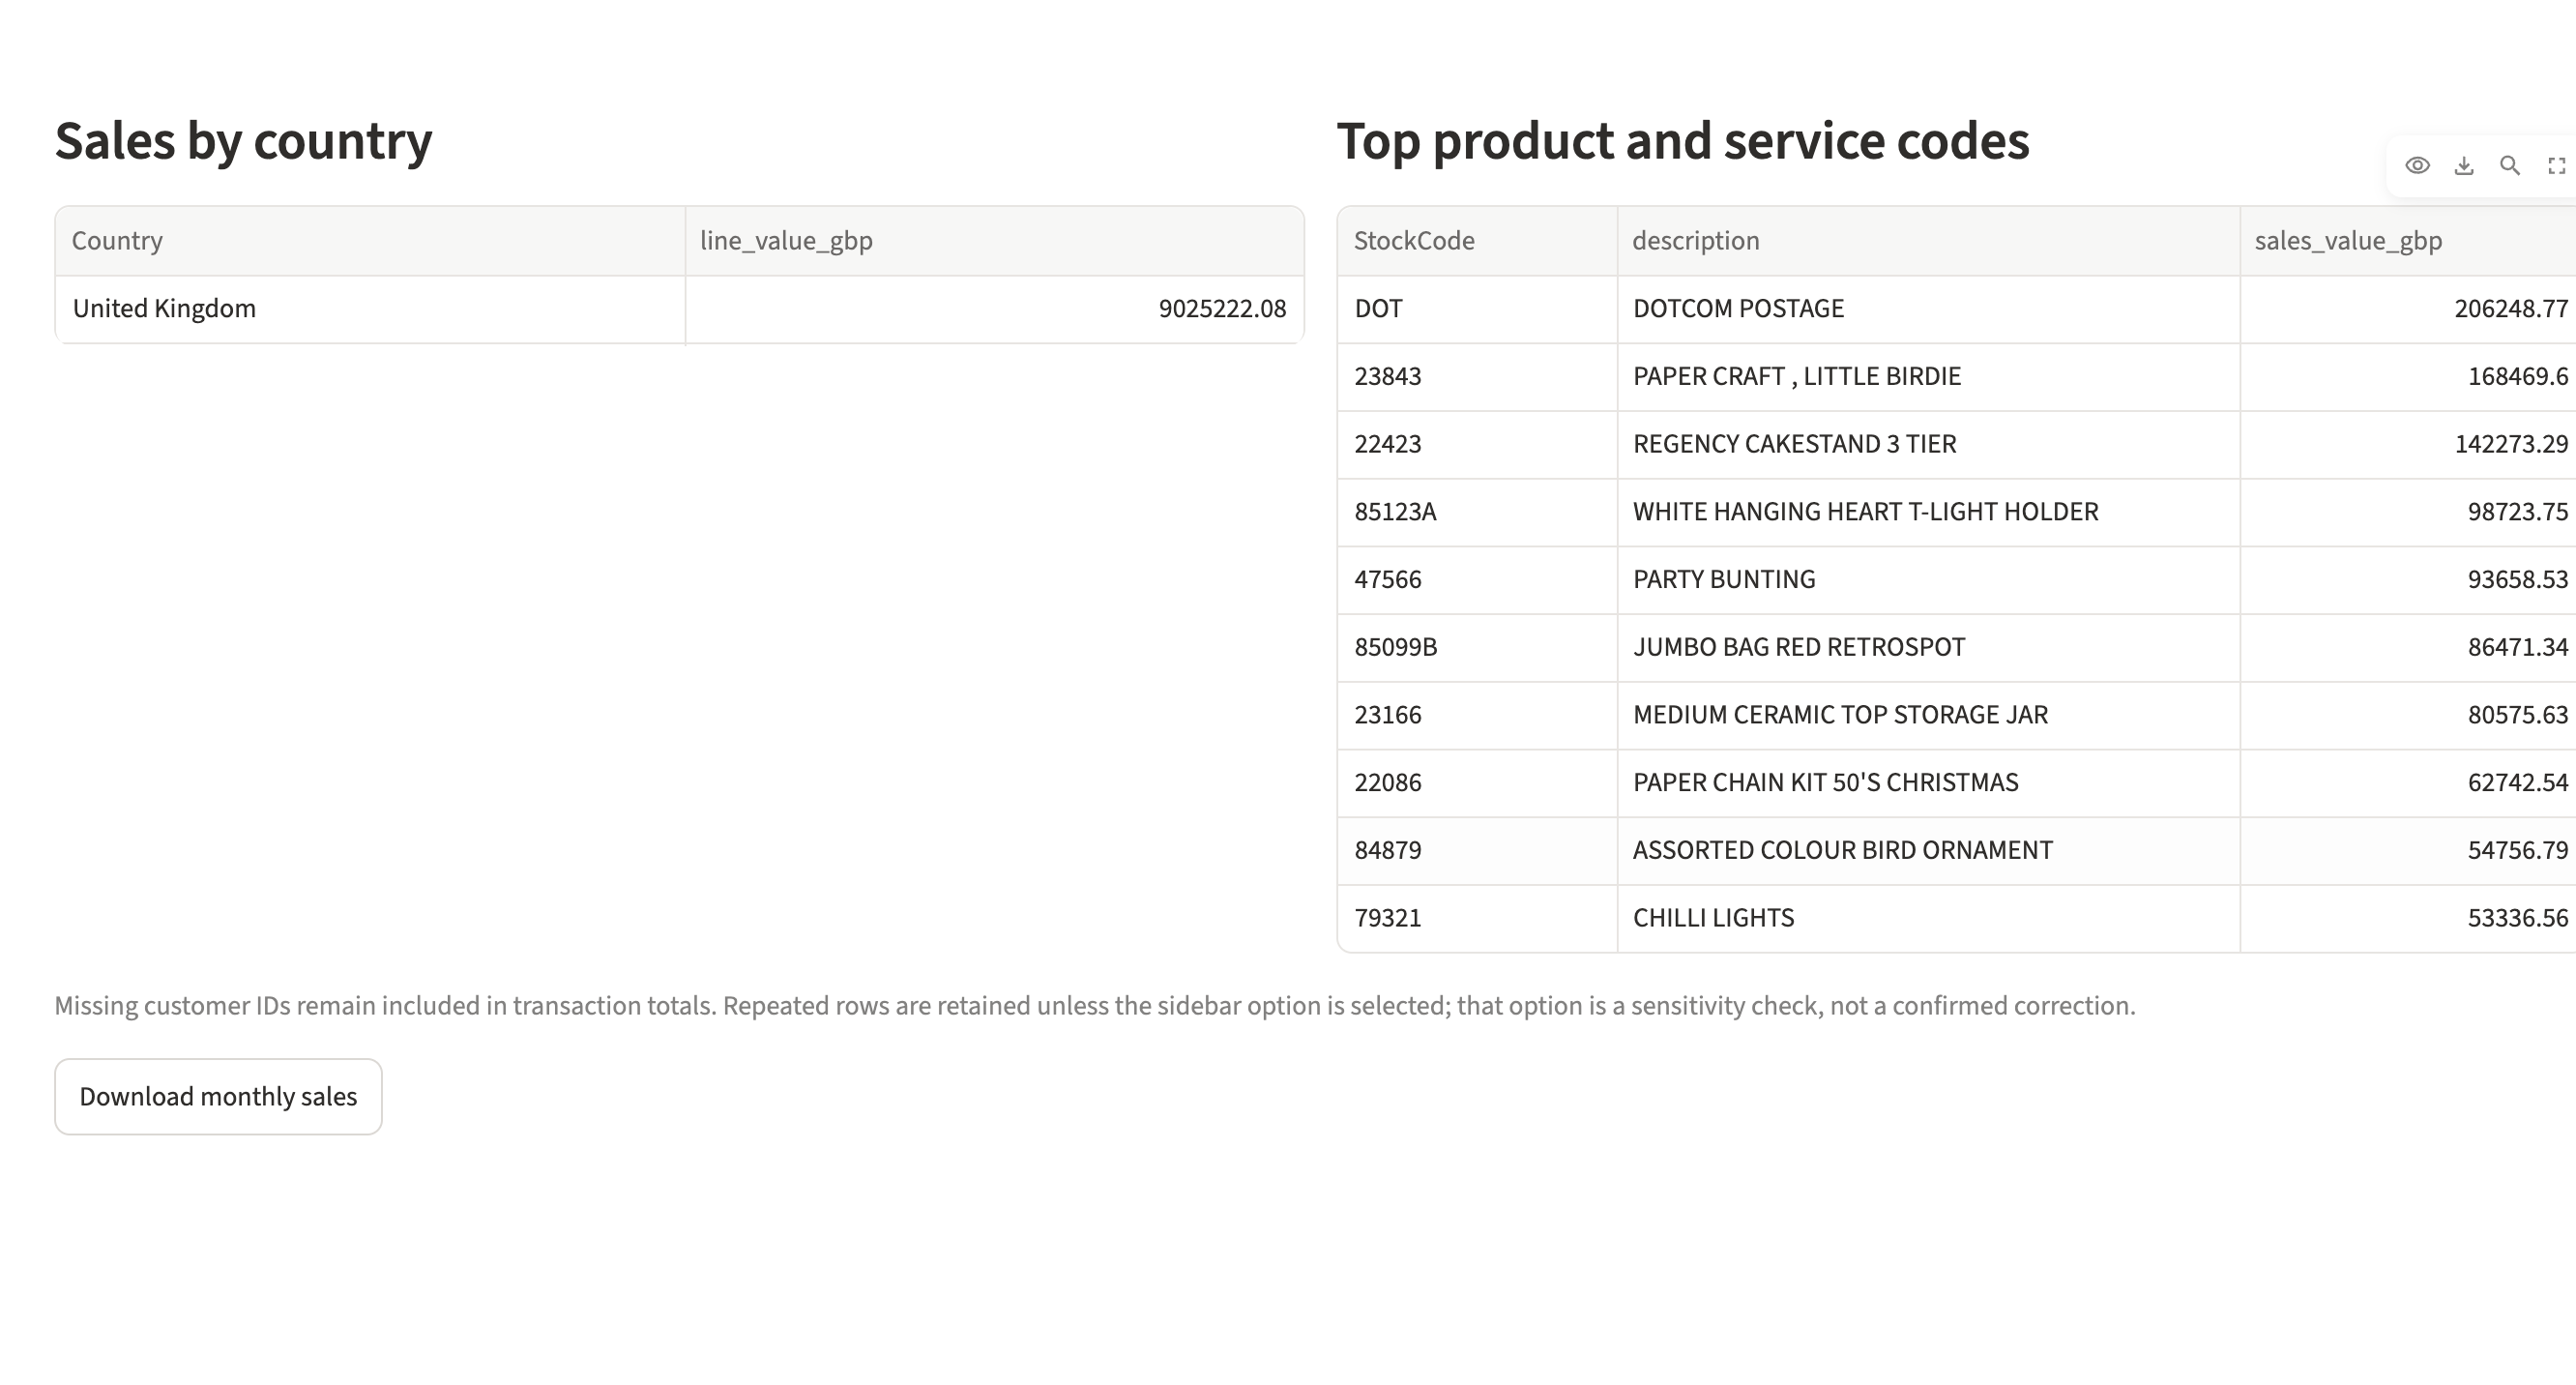 Sales by country
Country line_value_gbp
United Kingdom 9025222.08
Top product and service codes
StockCode description sales_value_gbp
DOT DOTCOM POSTAGE 206248.77
23843 PAPER CRAFT , LITTLE BIRDIE 168469.6
22423 REGENCY CAKESTAND 3 TIER 142273.29
85123A WHITE HANGING HEART T-LIGHT HOLDER 98723.75
47566 PARTY BUNTING 93658.53
85099B JUMBO BAG RED RETROSPOT 86471.34
23166 MEDIUM CERAMIC TOP STORAGE JAR 80575.63
22086 PAPER CHAIN KIT 50'S CHRISTMAS 62742.54
84879 ASSORTED COLOUR BIRD ORNAMENT 54756.79
79321 CHILLI LIGHTS 53336.56
Missing customer IDs remain included in transaction totals. Repeated rows are retained unless the sidebar option is selected; that option is a sensitivity check, not a confirmed correction.
Download monthly sales